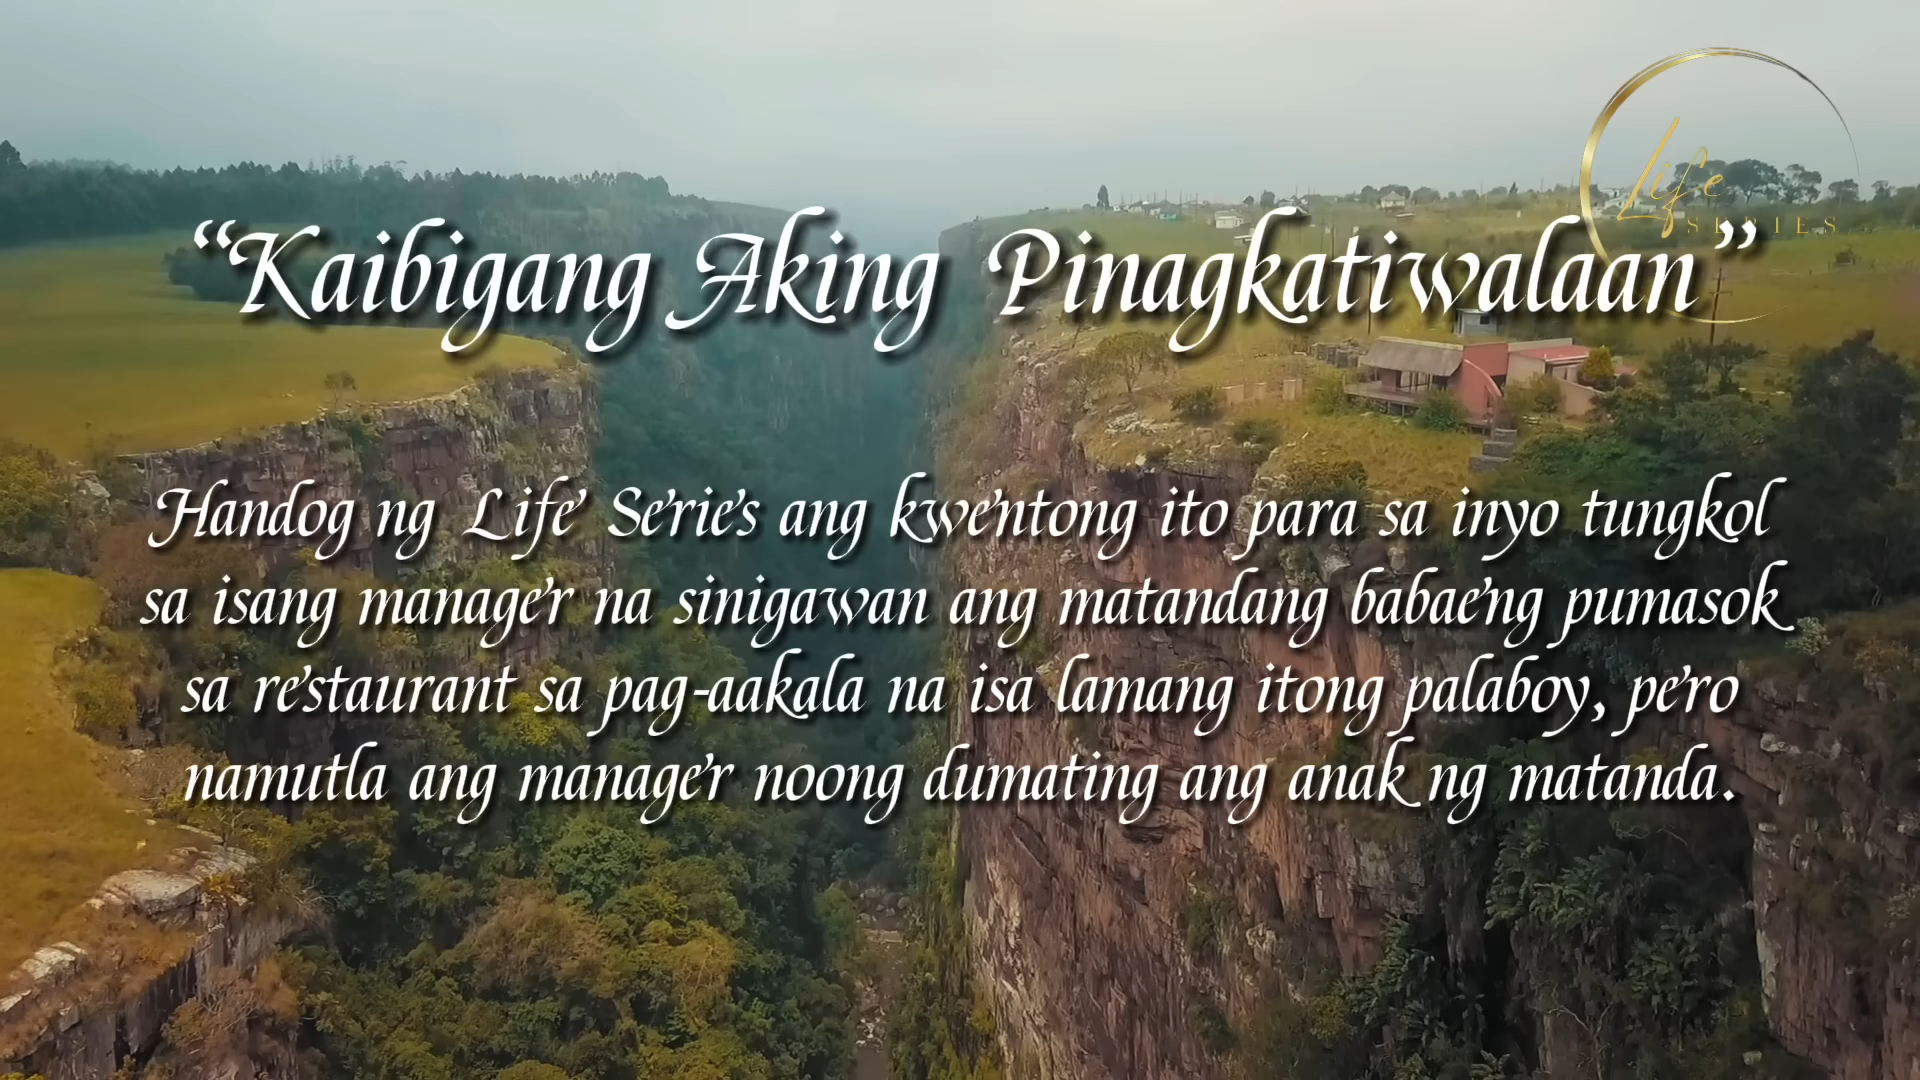 Life
SERIES
“Kaibigang Aking Pinagkatiwalaan”
Handog ng Life Series ang kwentong ito para sa inyo tungkol
sa isang manager na sinigawan ang matandang babaeng pumasok
sa restaurant sa pag-aakala na isa lamang itong palaboy, pero
namutla ang manager noong dumating ang anak ng matanda.